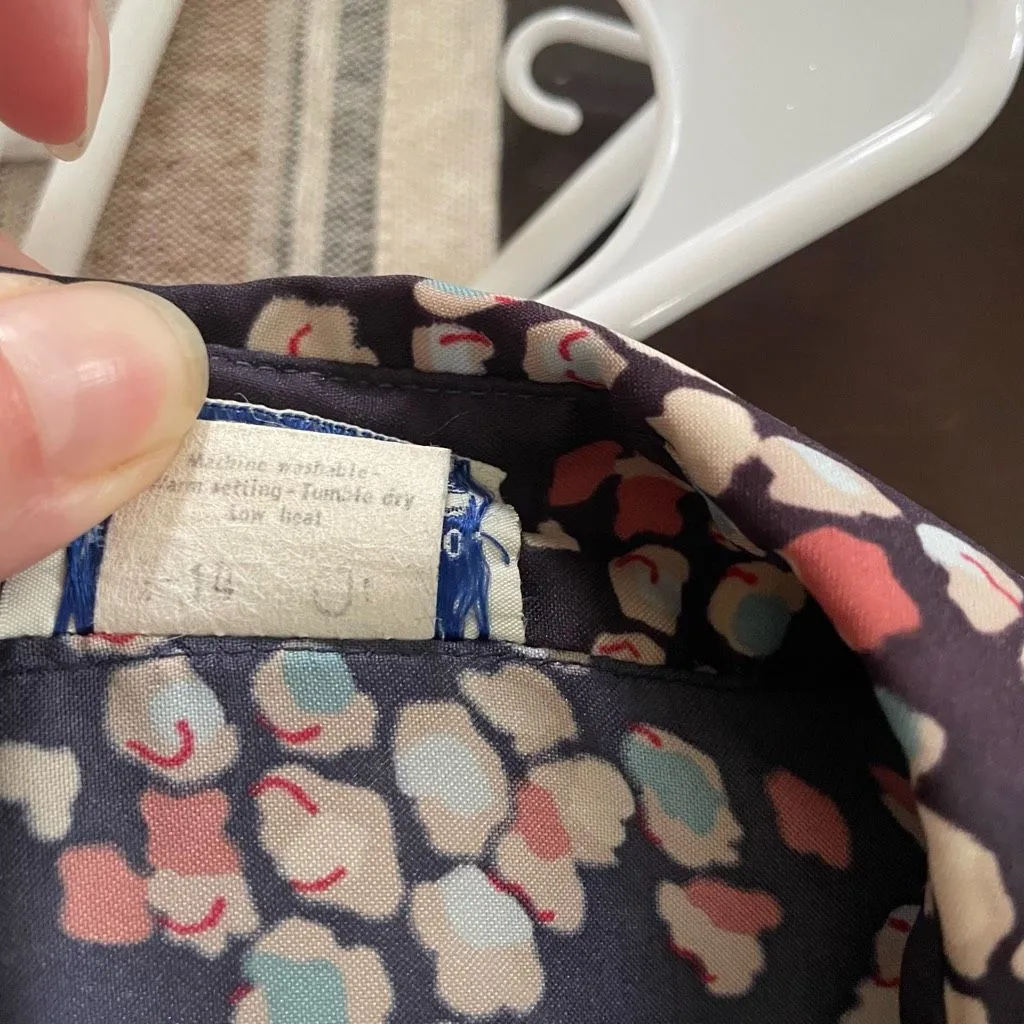 Machine washable-
Warm setting-Tumble dry
Low heat
14